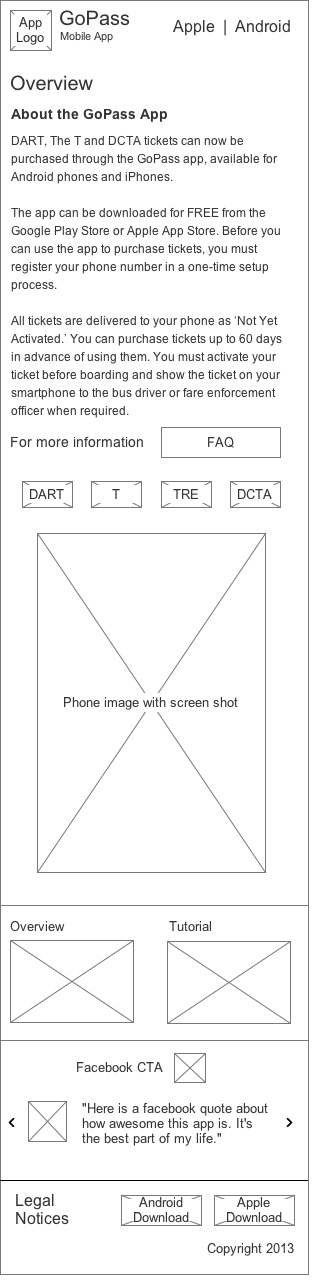 App
Logo
GoPass
Mobile App
Apple | Android
Overview
About the GoPass App
DART, The T and DCTA tickets can now be
purchased through the GoPass app, available for
Android phones and iPhones.
The app can be downloaded for FREE from the
Google Play Store or Apple App Store. Before you
can use the app to purchase tickets, you must
register your phone number in a one-time setup
process.
All tickets are delivered to your phone as ‘Not Yet
Activated.’ You can purchase tickets up to 60 days
in advance of using them. You must activate your
ticket before boarding and show the ticket on your
smartphone to the bus driver or fare enforcement
officer when required.
For more information FAQ
DART T TRE DCTA
Phone image with screen shot
Overview Tutorial
Facebook CTA
"Here is a facebook quote about
how awesome this app is. It's
the best part of my life."
Legal
Notices
Android
Download
Apple
Download
Copyright 2013